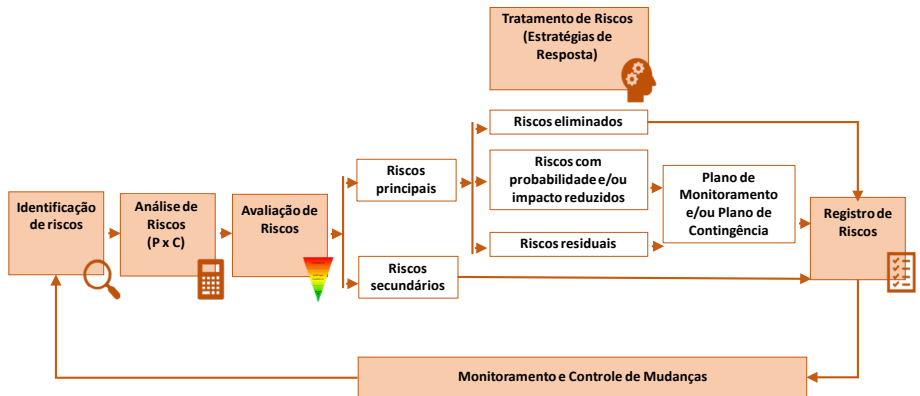 Tratamento de Riscos
(Estratégias de
Resposta)
Riscos eliminados
Riscos
principais
Riscos com
probabilidade e/ou
impacto reduzidos
Plano de
Monitoramento
e/ou Plano de
Contingência
Identificação
de riscos
Análise de
Riscos
(P x C)
Avaliação de
Riscos
Registro de
Riscos
Riscos residuais
Riscos
secundários
Monitoramento e Controle de Mudanças